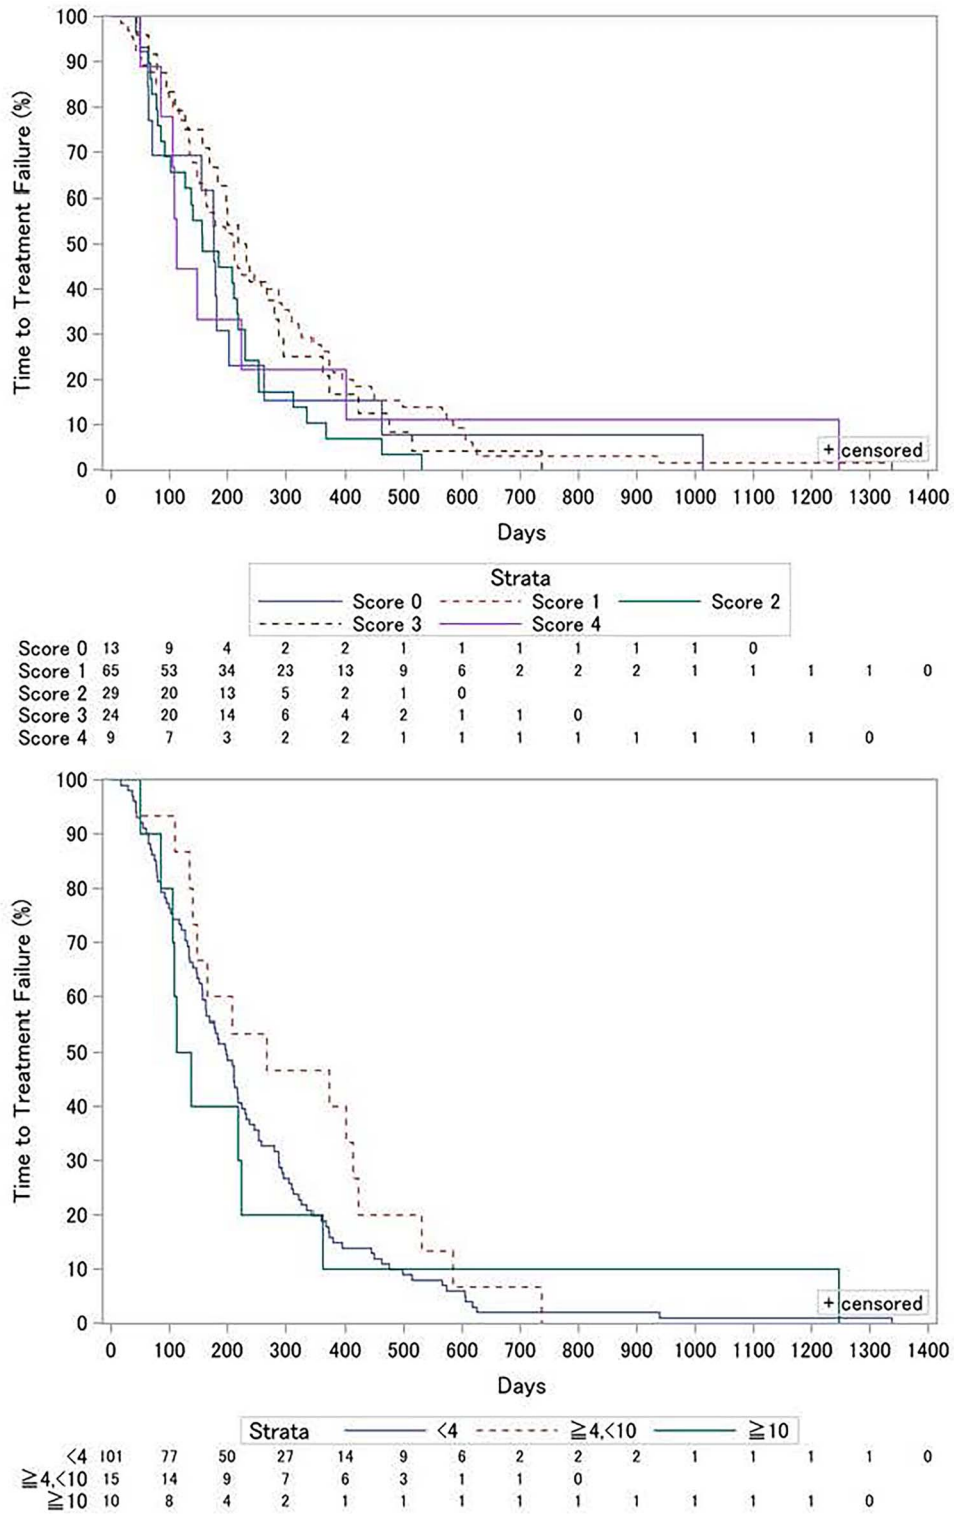 Time to Treatment Failure (%)
100
90
80
70
60
50
40
30
20
10
0
+ censored
0 100 200 300 400 500 600 700 800 900 1000 1100 1200 1300 1400
Days
Strata
Score 0 Score 1 Score 2
Score 3 Score 4
Score 0 13 9 4 2 2 1 1 1 1 1 1 0
Score 1 65 53 34 23 13 9 6 2 2 2 1 1 1 1 0
Score 2 29 20 13 5 2 1 0
Score 3 24 20 14 6 4 2 1 1 0
Score 4 9 7 3 2 2 1 1 1 1 1 1 1 1 0
Time to Treatment Failure (%)
100
90
80
70
60
50
40
30
20
10
0
+ censored
0 100 200 300 400 500 600 700 800 900 1000 1100 1200 1300 1400
Days
Strata <4 ≧4,<10 ≧10
<4 101 77 50 27 14 9 6 2 2 2 1 1 1 1 0
≧4,<10 15 14 9 7 6 3 1 1 0
≧10 10 8 4 2 1 1 1 1 1 1 1 1 1 0